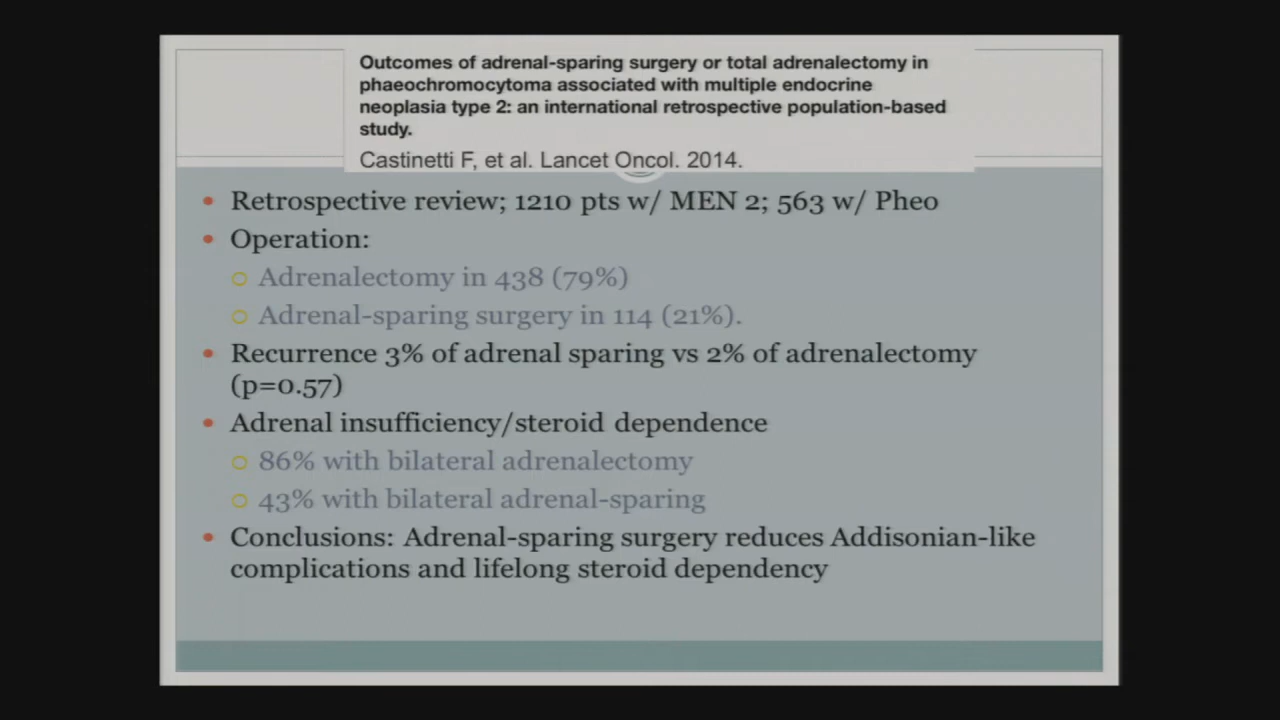 Outcomes of adrenal-sparing surgery or total adrenalectomy in
phaeochromocytoma associated with multiple endocrine
neoplasia type 2: an international retrospective population-based
study.
Castinetti F, et al. Lancet Oncol. 2014.
• Retrospective review; 1210 pts w/ MEN 2; 563 w/ Pheo
• Operation:
○ Adrenalectomy in 438 (79%)
○ Adrenal-sparing surgery in 114 (21%).
• Recurrence 3% of adrenal sparing vs 2% of adrenalectomy
(p=0.57)
• Adrenal insufficiency/steroid dependence
○ 86% with bilateral adrenalectomy
○ 43% with bilateral adrenal-sparing
• Conclusions: Adrenal-sparing surgery reduces Addisonian-like
complications and lifelong steroid dependency